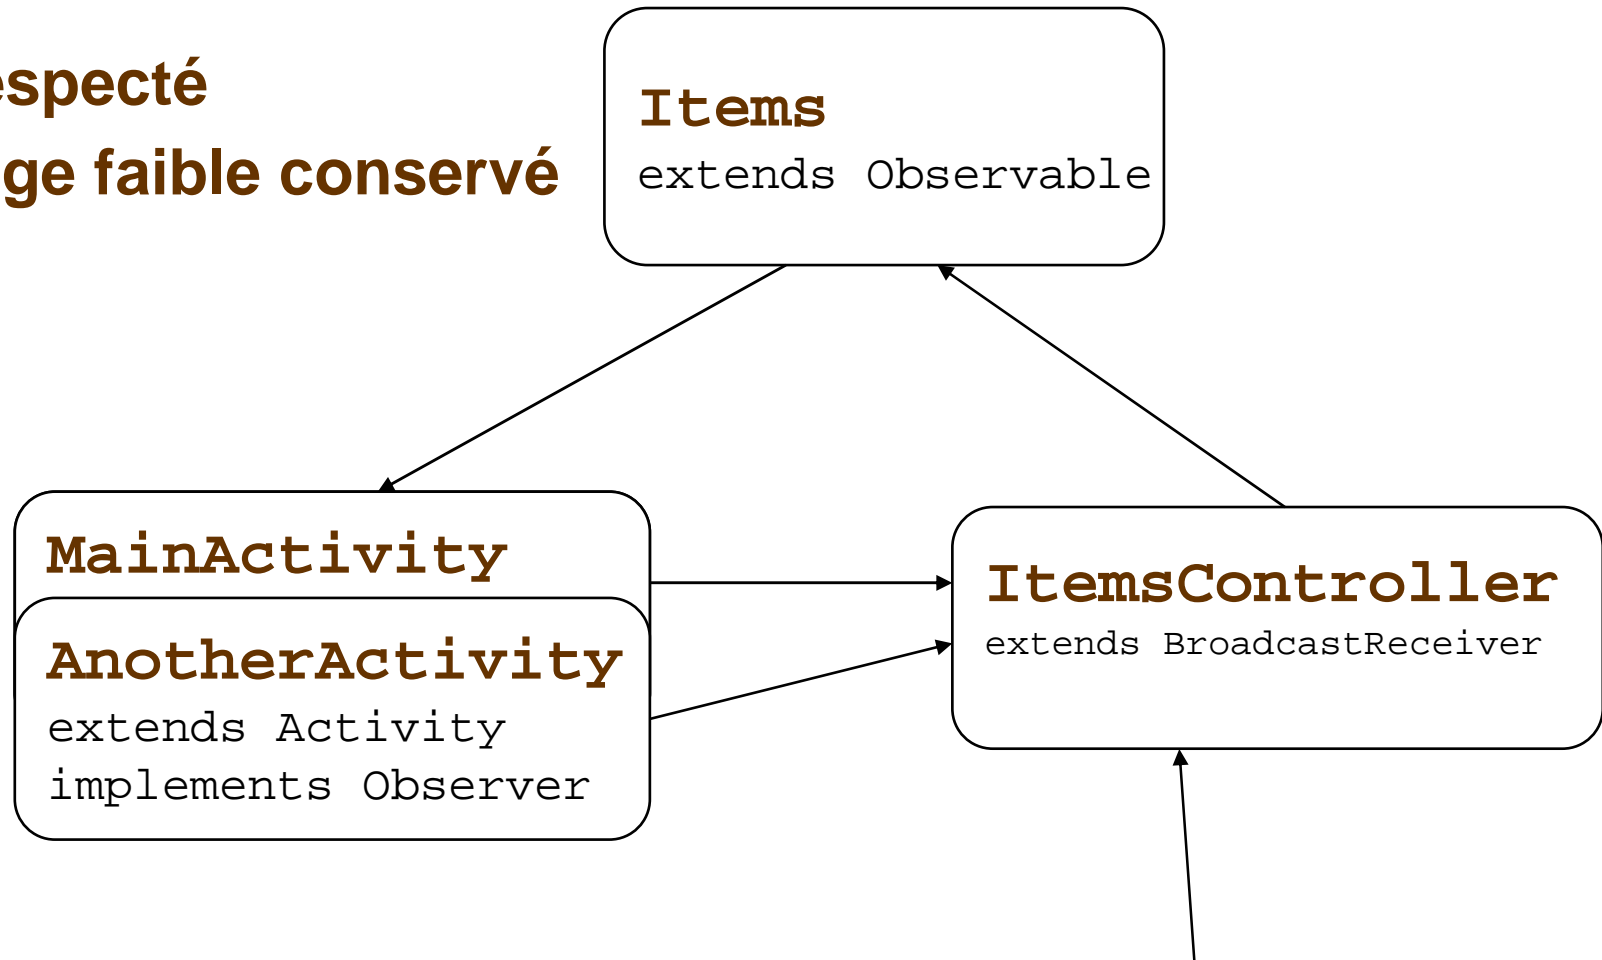 especté
ge faible conservé
Items
extends Observable
MainActivity
AnotherActivity
extends Activity
implements Observer
ItemsController
extends BroadcastReceiver